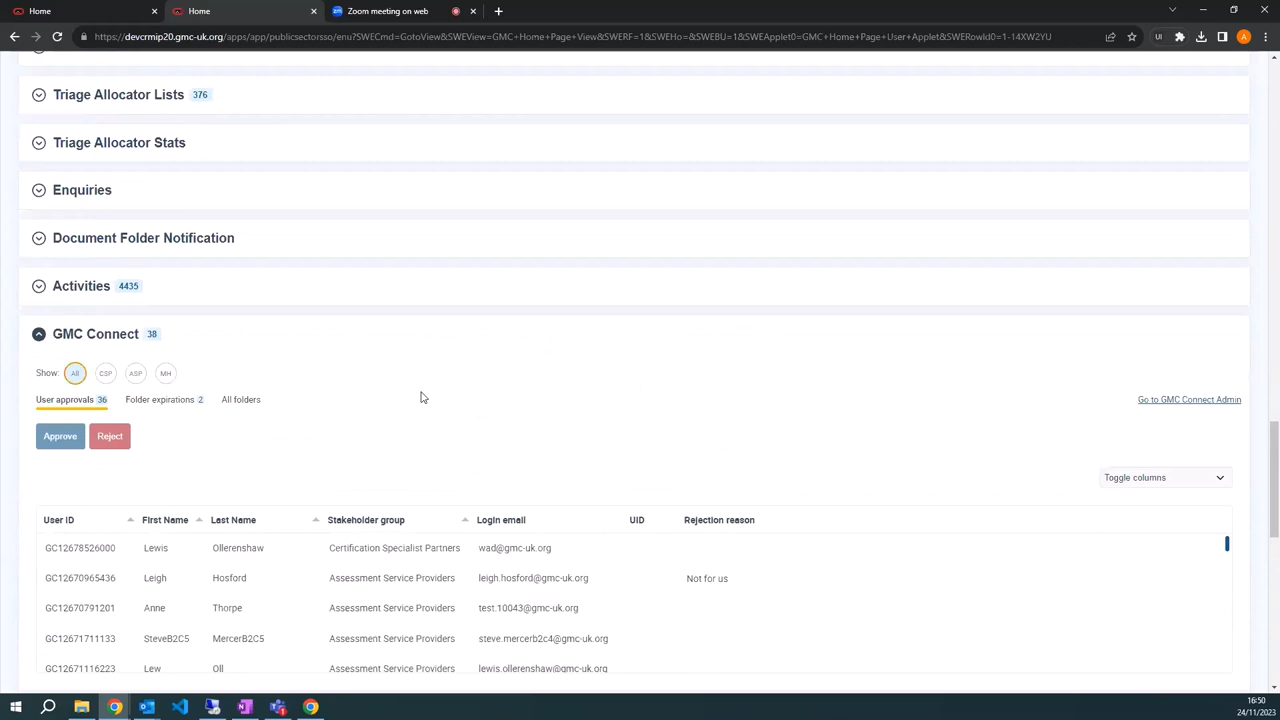 Home
Home
Zoom meeting on web
https://devcrmip20.gmc-uk.org/apps/app/publicsectorsso/enu?SWECmd=GotoView&SWEView=GMC+Home+Page+View&SWERF=1&SWEHo=&SWEBU=1&SWEApplet0=GMC+Home+Page+User+Applet&SWERowId0=1-14XW2YU
UI
A
Triage Allocator Lists 376
Triage Allocator Stats
Enquiries
Document Folder Notification
Activities 4435
GMC Connect 38
Show: All CSP ASP MH
User approvals 36 Folder expirations 2 All folders Go to GMC Connect Admin
Approve Reject
Toggle columns
User ID First Name Last Name Stakeholder group Login email UID Rejection reason
GC12678526000 Lewis Ollerenshaw Certification Specialist Partners wad@gmc-uk.org
GC12670965436 Leigh Hosford Assessment Service Providers leigh.hosford@gmc-uk.org Not for us
GC12670791201 Anne Thorpe Assessment Service Providers test.10043@gmc-uk.org
GC12671711133 SteveB2C5 MercerB2C5 Assessment Service Providers steve.mercerb2c4@gmc-uk.org
GC12671116223 Lew Oll Assessment Service Providers lewis.ollerenshaw@gmc-uk.org
16:50
24/11/2023